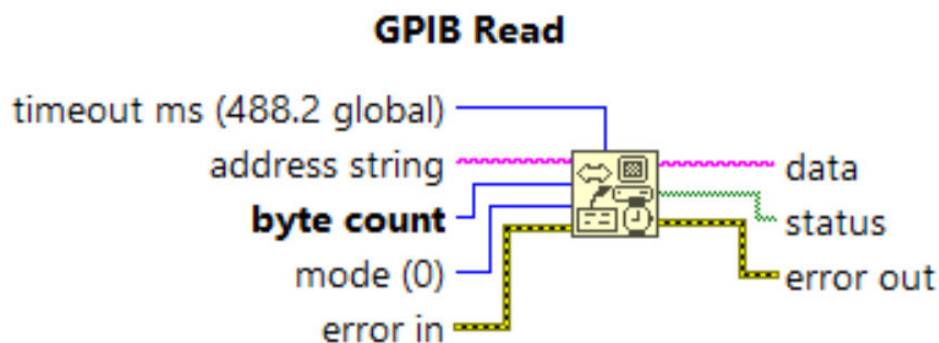 GPIB Read
timeout ms (488.2 global)
address string
byte count
mode (0)
error in
data
status
error out